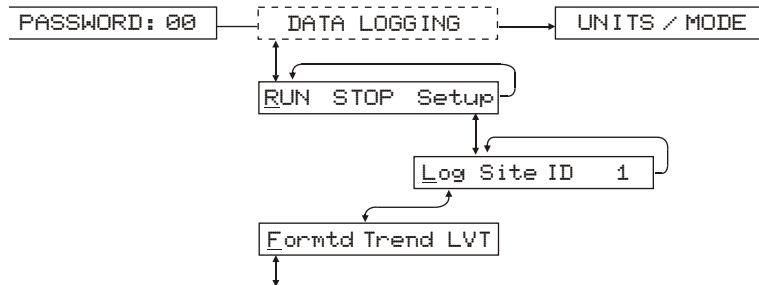 PASSWORD: 00 DATA LOGGING UNITS / MODE
RUN STOP Setup
Log Site ID 1
Formtd Trend LVT